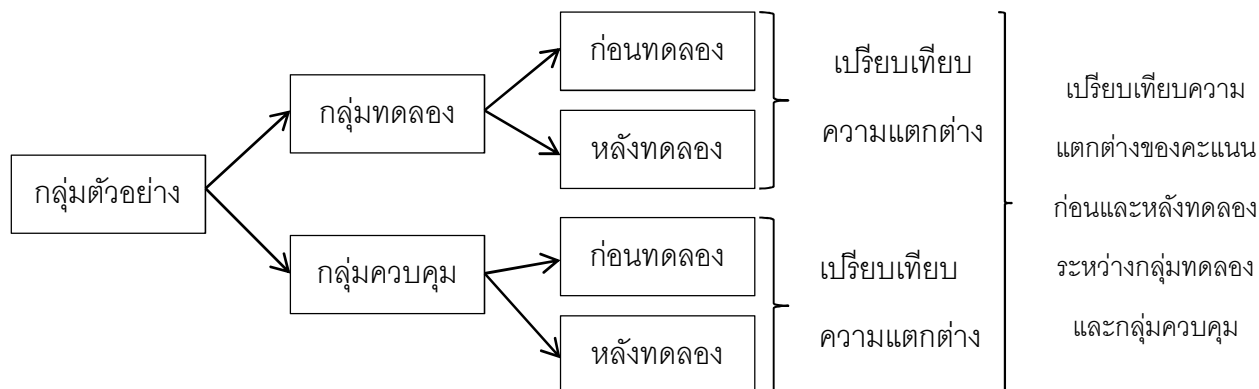 กลุ่มตัวอย่าง
กลุ่มทดลอง
ก่อนทดลอง
หลังทดลอง
เปรียบเทียบ
ความแตกต่าง
กลุ่มควบคุม
ก่อนทดลอง
หลังทดลอง
เปรียบเทียบ
ความแตกต่าง
เปรียบเทียบความ
แตกต่างของคะแนน
ก่อนและหลังทดลอง
ระหว่างกลุ่มทดลอง
และกลุ่มควบคุม